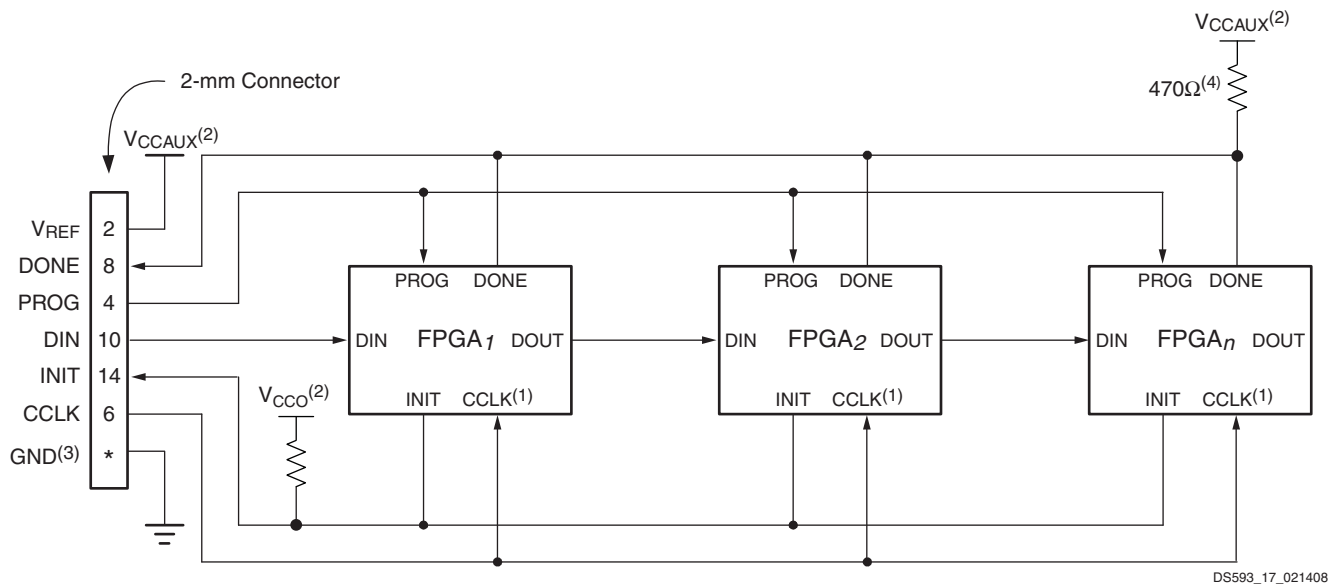 VCCAUX(2)
2-mm Connector
470Ω(4)
VCCAUX(2)
VREF 2
DONE 8
PROG 4
DIN 10
INIT 14
CCLK 6
GND(3) *
PROG DONE
DIN FPGA1 DOUT
INIT CCLK(1)
PROG DONE
DIN FPGA2 DOUT
INIT CCLK(1)
PROG DONE
DIN FPGAn DOUT
INIT CCLK(1)
VCCO(2)
DS593_17_021408